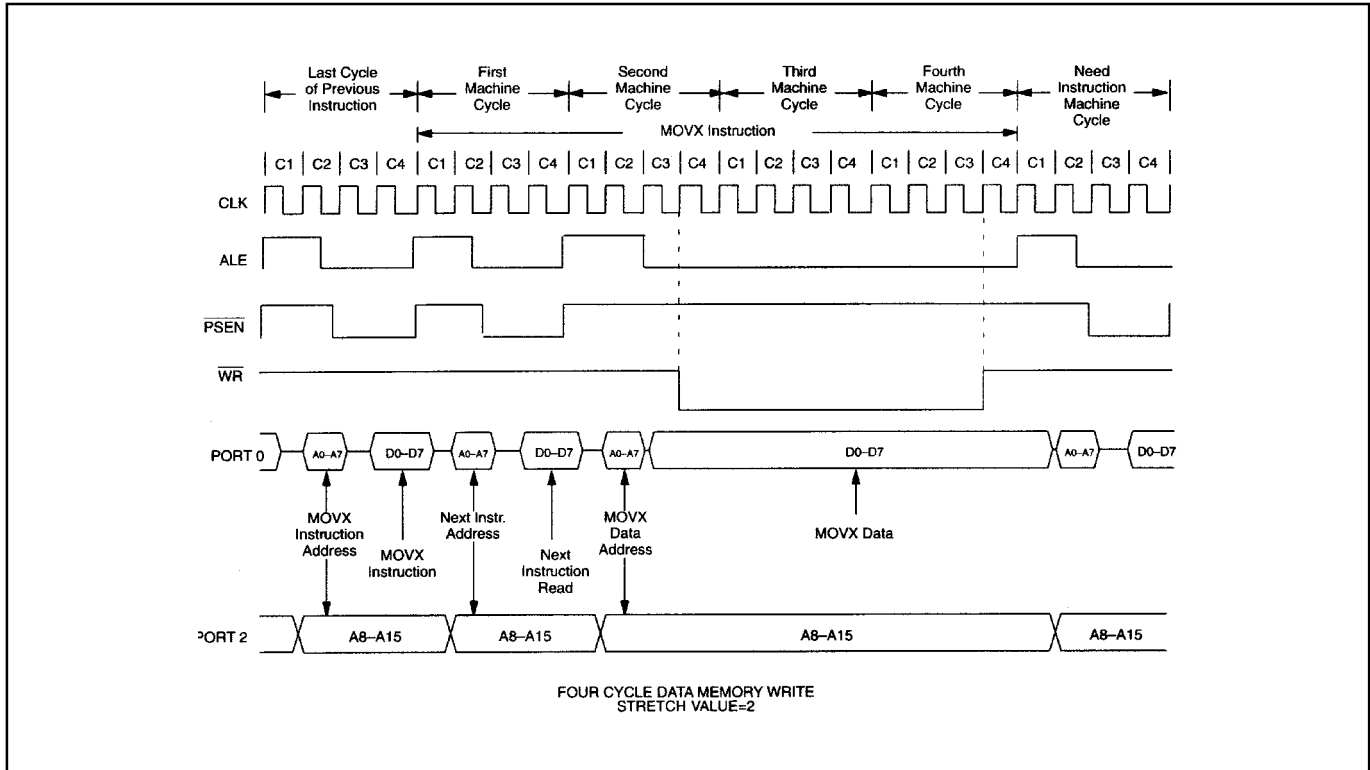 Last Cycle
of Previous
Instruction
First
Machine
Cycle
Second
Machine
Cycle
Third
Machine
Cycle
Fourth
Machine
Cycle
Need
Instruction
Machine
Cycle
MOVX Instruction
C1 C2 C3 C4 C1 C2 C3 C4 C1 C2 C3 C4 C1 C2 C3 C4 C1 C2 C3 C4 C1 C2 C3 C4
CLK
ALE
PSEN
WR
PORT 0 A0–A7 D0–D7 A0–A7 D0–D7 A0–A7 D0–D7 A0–A7 D0–D7
MOVX
Instruction
Address
MOVX
Instruction
Next Instr.
Address
Next
Instruction
Read
MOVX
Data
Address
MOVX Data
PORT 2 A8–A15 A8–A15 A8–A15 A8–A15
FOUR CYCLE DATA MEMORY WRITE
STRETCH VALUE=2